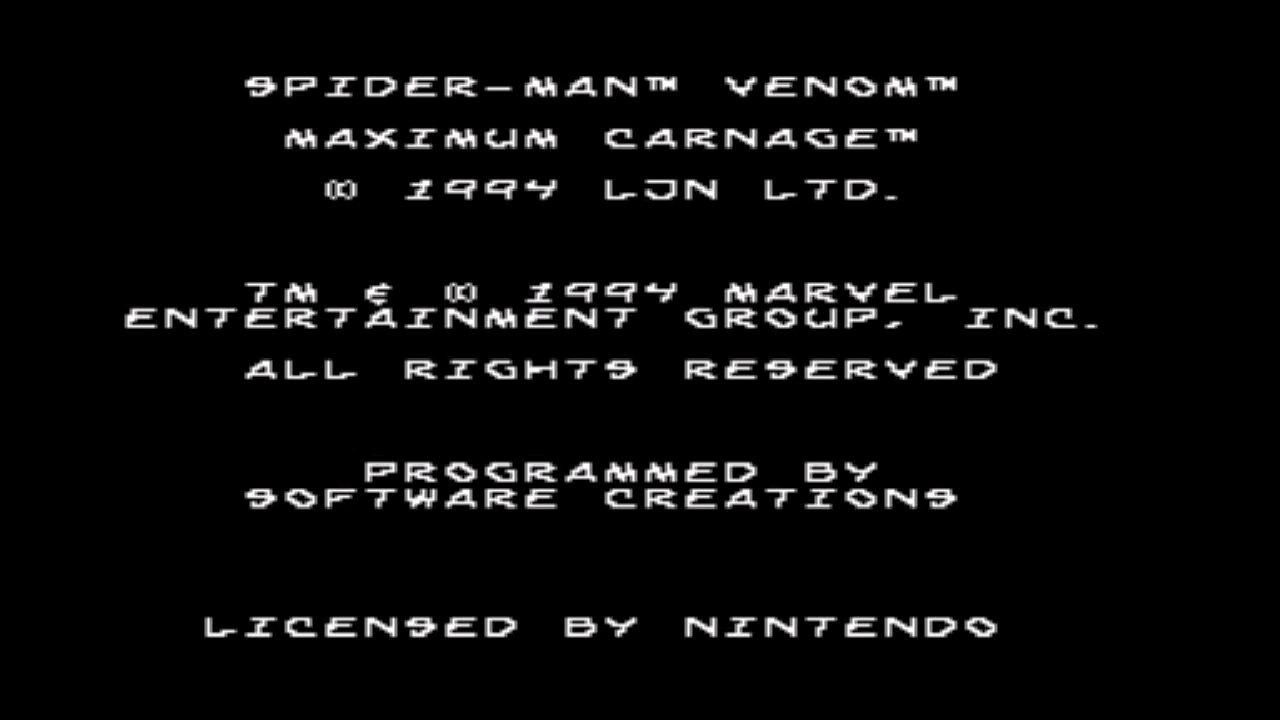 SPIDER-MAN™ VENOM™
MAXIMUM CARNAGE™
© 1994 LJN LTD.
TM & © 1994 MARVEL
ENTERTAINMENT GROUP, INC.
ALL RIGHTS RESERVED
PROGRAMMED BY
SOFTWARE CREATIONS
LICENSED BY NINTENDO